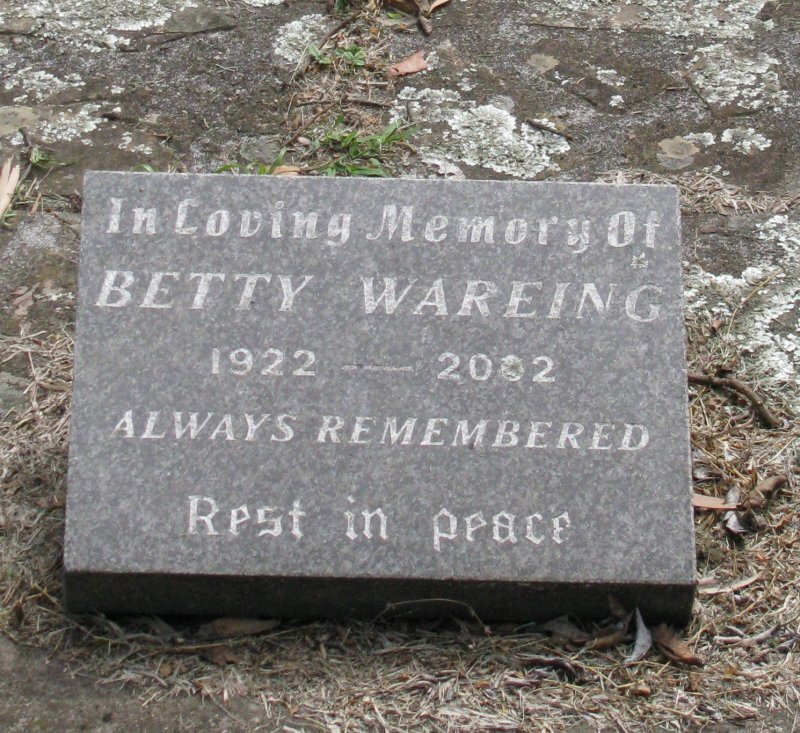 In Loving Memory Of
BETTY WAREING
1922 — 2002
ALWAYS REMEMBERED
Rest in peace